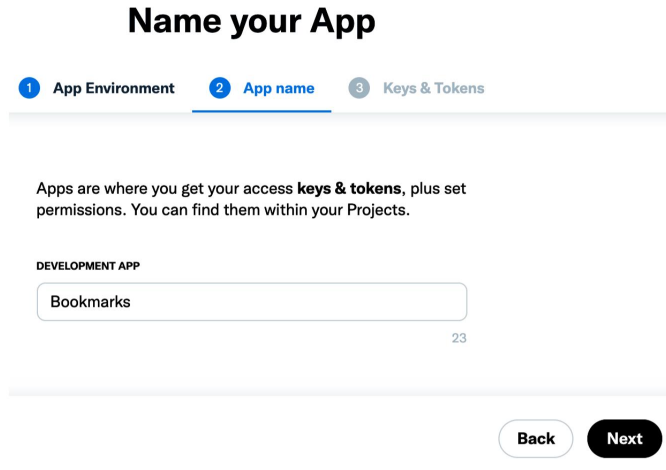 Name your App
1 App Environment 2 App name 3 Keys & Tokens
Apps are where you get your access keys & tokens, plus set
permissions. You can find them within your Projects.
DEVELOPMENT APP
Bookmarks
23
Back Next